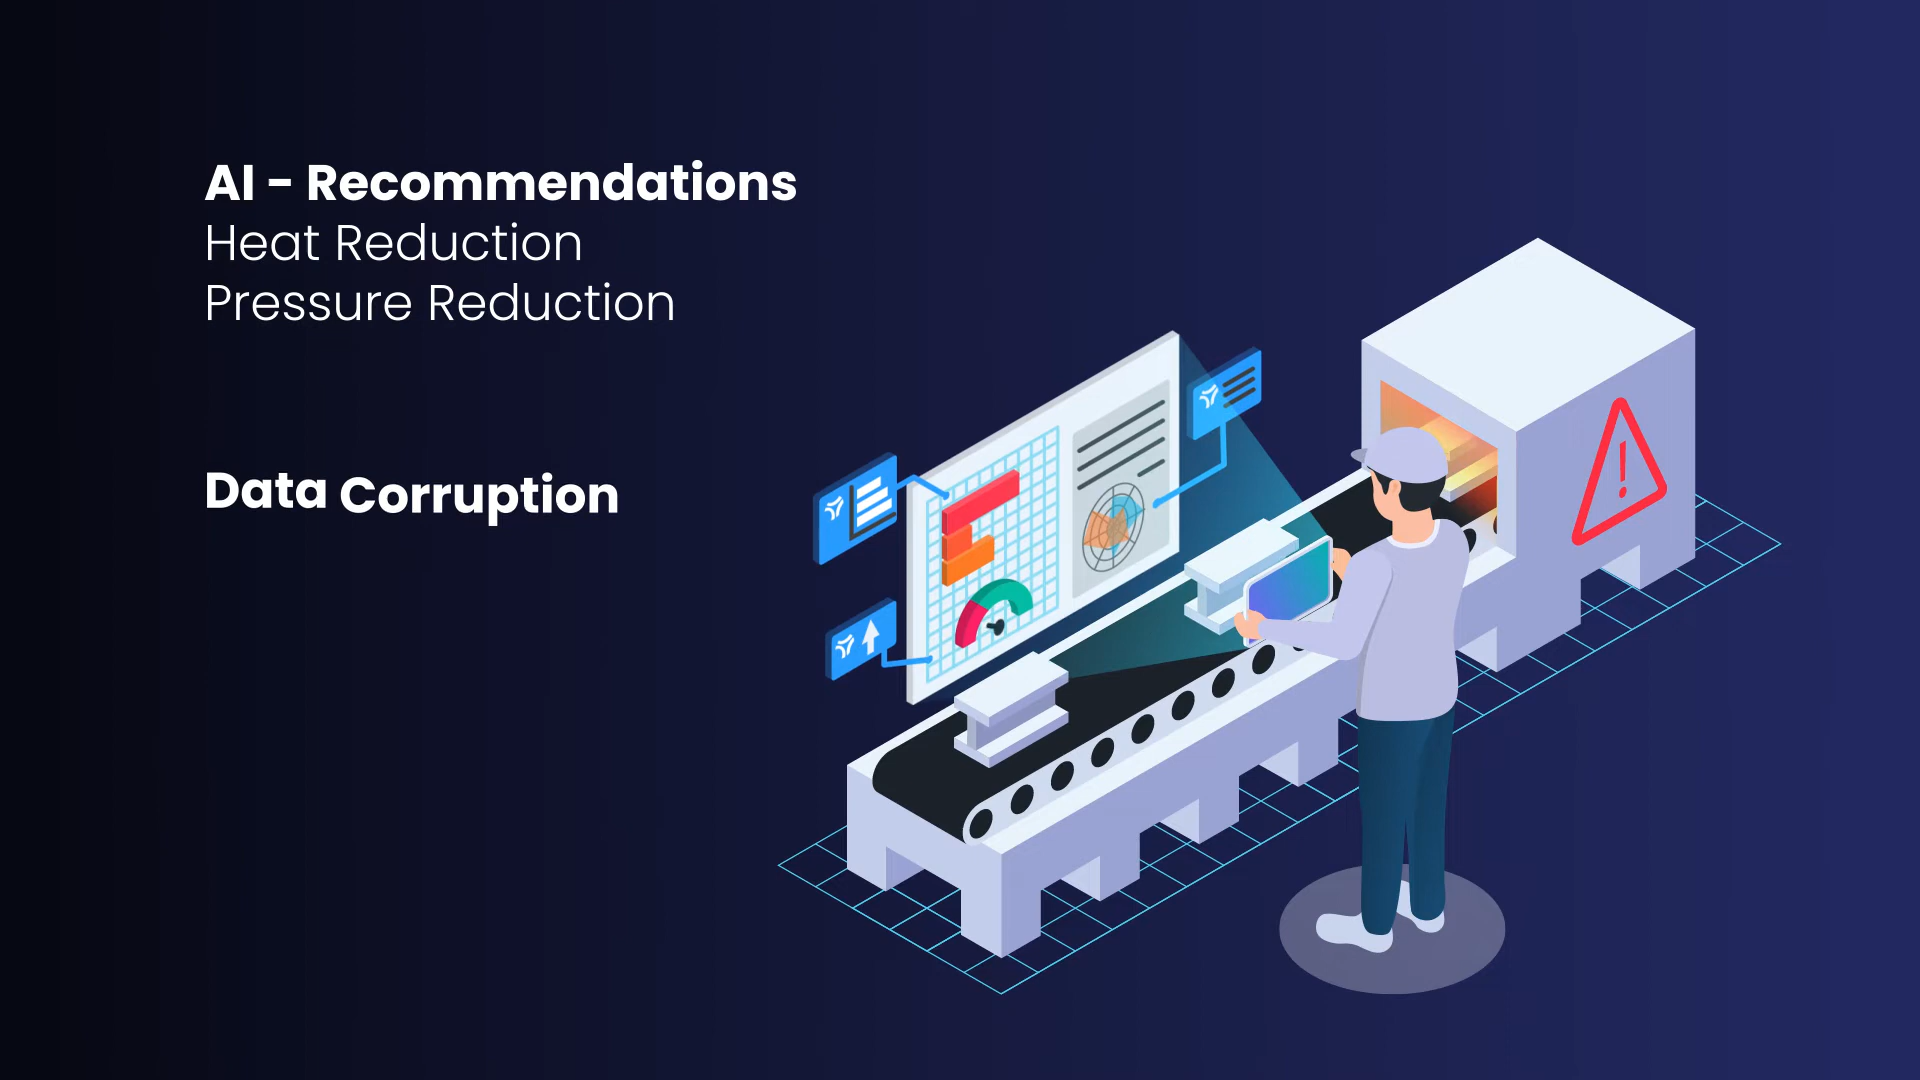 AI - Recommendations
Heat Reduction
Pressure Reduction
Data Corruption